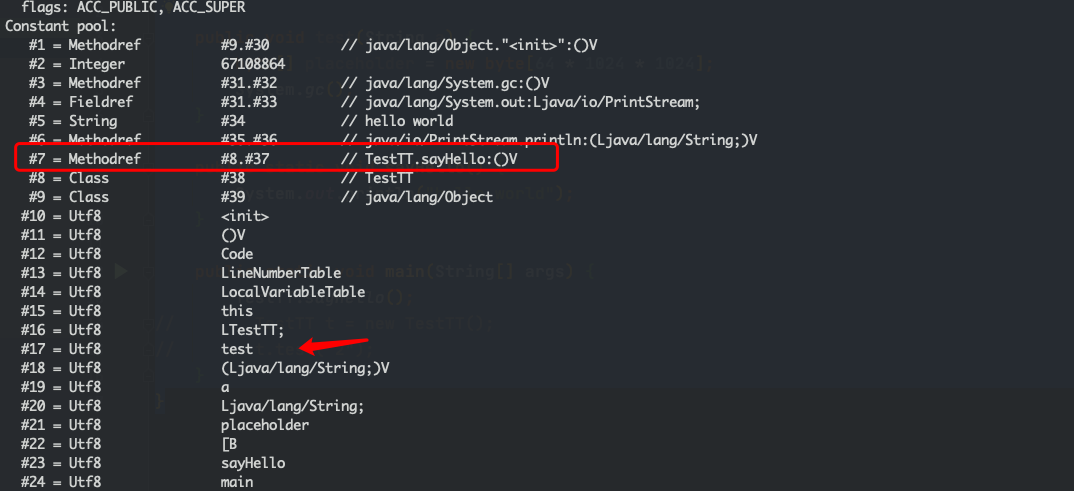 flags: ACC_PUBLIC, ACC_SUPER
Constant pool:
#1 = Methodref #9.#30 // java/lang/Object."<init>":()V
#2 = Integer 67108864
#3 = Methodref #31.#32 // java/lang/System.gc:()V
#4 = Fieldref #31.#33 // java/lang/System.out:Ljava/io/PrintStream;
#5 = String #34 // hello world
#6 = Methodref #35.#36 // java/io/PrintStream.println:(Ljava/lang/String;)V
#7 = Methodref #8.#37 // TestTT.sayHello:()V
#8 = Class #38 // TestTT
#9 = Class #39 // java/lang/Object
#10 = Utf8 <init>
#11 = Utf8 ()V
#12 = Utf8 Code
#13 = Utf8 LineNumberTable
#14 = Utf8 LocalVariableTable
#15 = Utf8 this
#16 = Utf8 LTestTT;
#17 = Utf8 test
#18 = Utf8 (Ljava/lang/String;)V
#19 = Utf8 a
#20 = Utf8 Ljava/lang/String;
#21 = Utf8 placeholder
#22 = Utf8 [B
#23 = Utf8 sayHello
#24 = Utf8 main